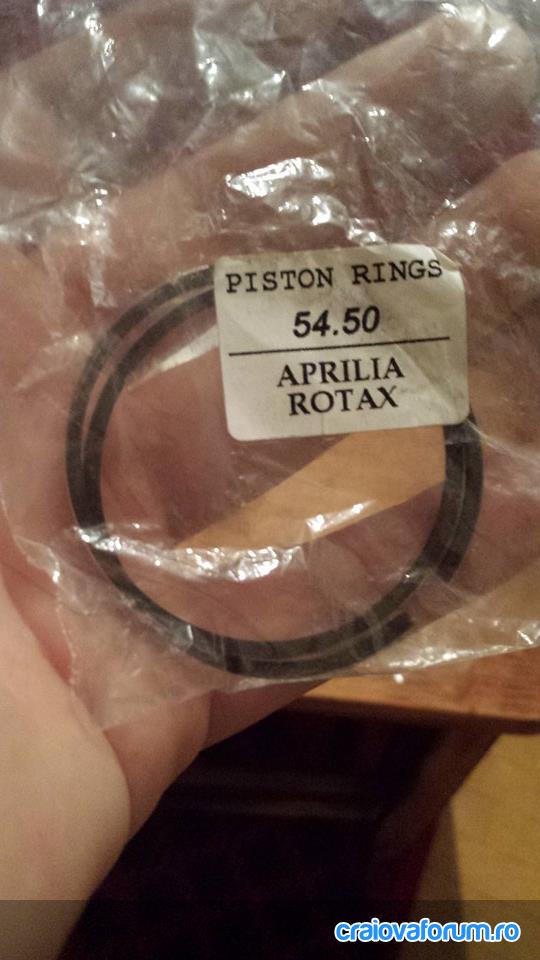 PISTON RINGS
54.50
APRILIA
ROTAX
craiovaforum.ro